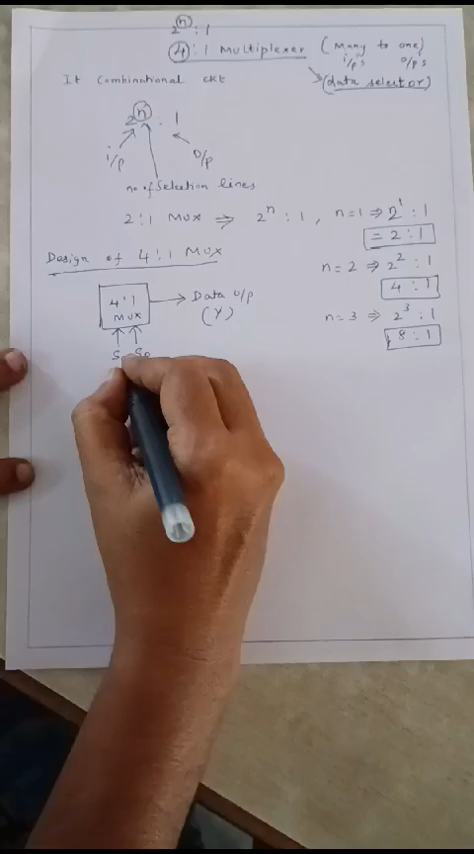 2ⁿ : 1
4 : 1 Multiplexer (Many to one)
i/p's o/p's
It Combinational ckt (data selector)
2ⁿ : 1
i/p o/p
no of Selection lines
2 : 1 MUX ⇒ 2ⁿ : 1 , n=1 ⇒ 2¹ : 1
= 2 : 1
Design of 4 : 1 MUX
n = 2 ⇒ 2² : 1
4 : 1
4 : 1
MUX
Data o/p
(Y)
n = 3 ⇒ 2³ : 1
8 : 1
S S₀